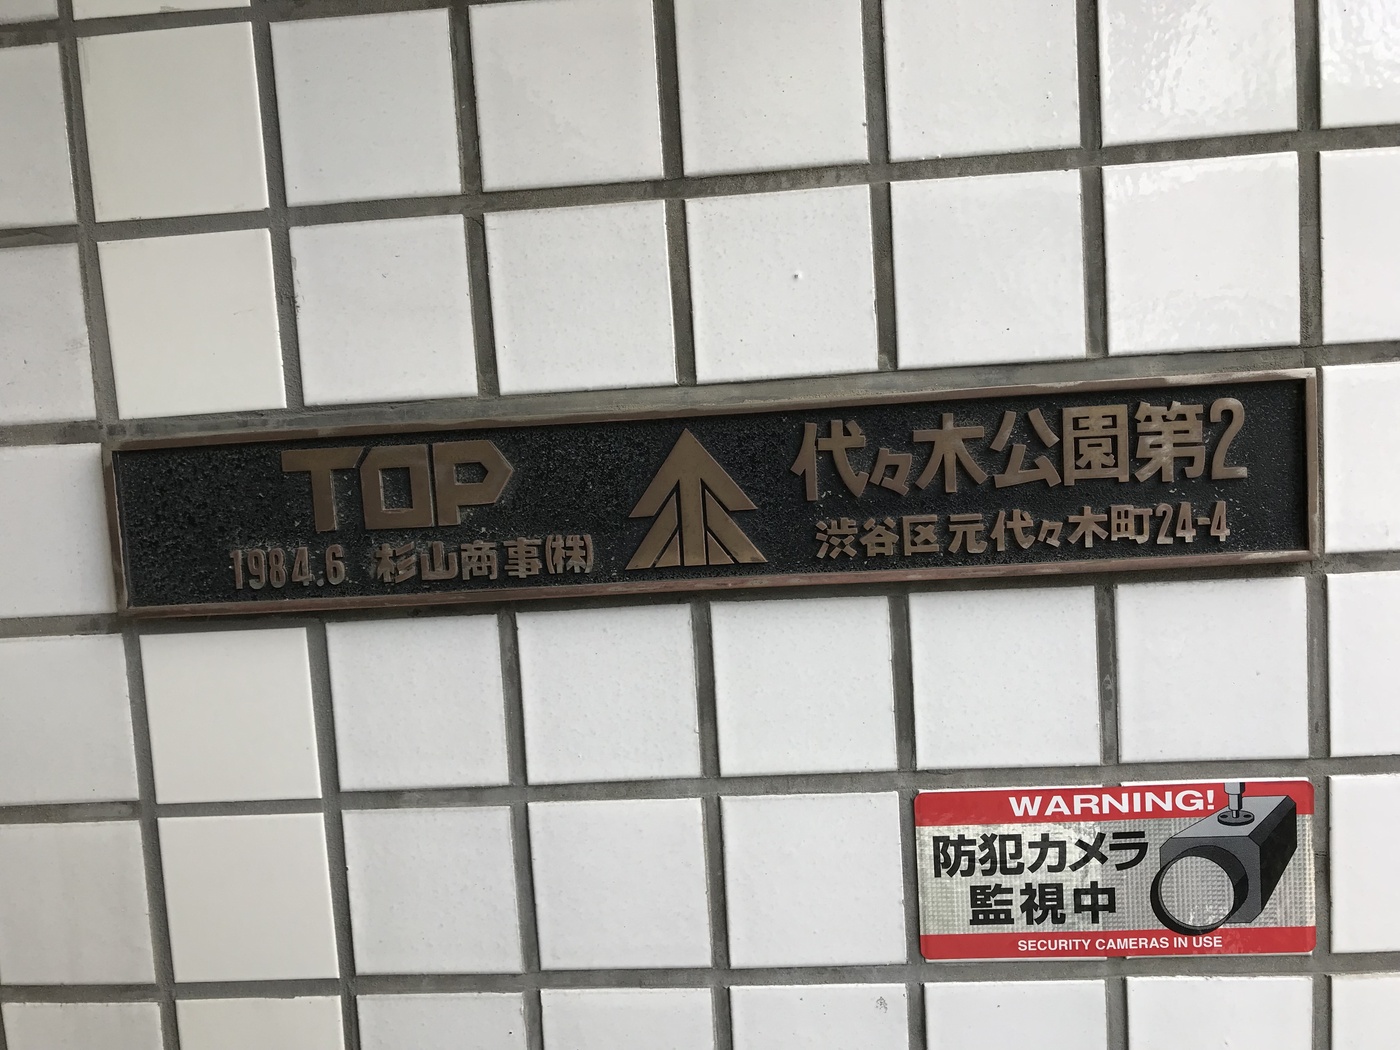 TOP
1984.6 杉山商事(株)
代々木公園第2
渋谷区元代々木町24-4
WARNING!
防犯カメラ
監視中
SECURITY CAMERAS IN USE